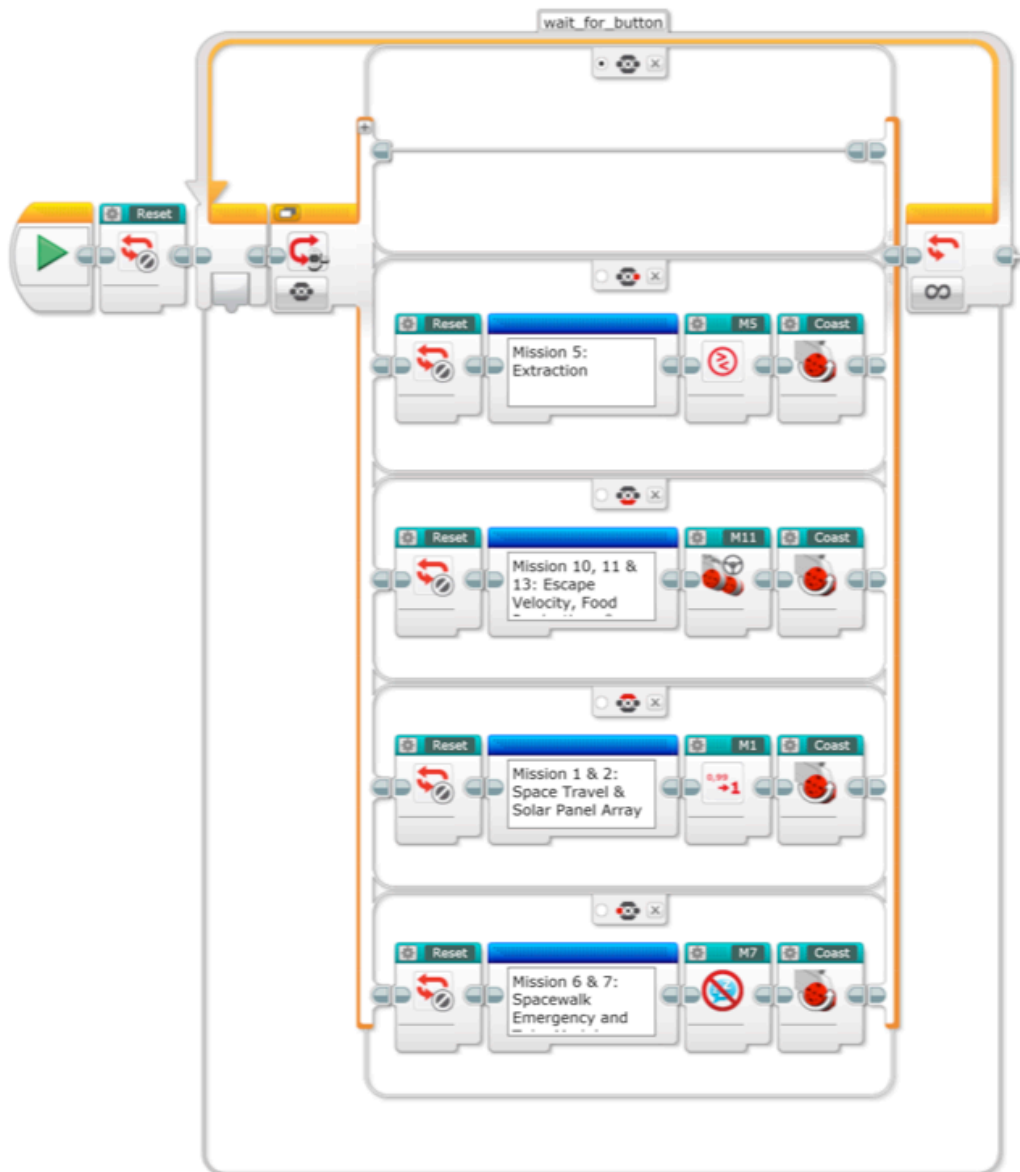 wait_for_button
Reset
Reset
Mission 5:
Extraction
M5
Coast
Reset
Mission 10, 11 &
13: Escape
Velocity, Food
M11
Coast
Reset
Mission 1 & 2:
Space Travel &
Solar Panel Array
M1
0,99
→1
Coast
Reset
Mission 6 & 7:
Spacewalk
Emergency and
M7
Coast